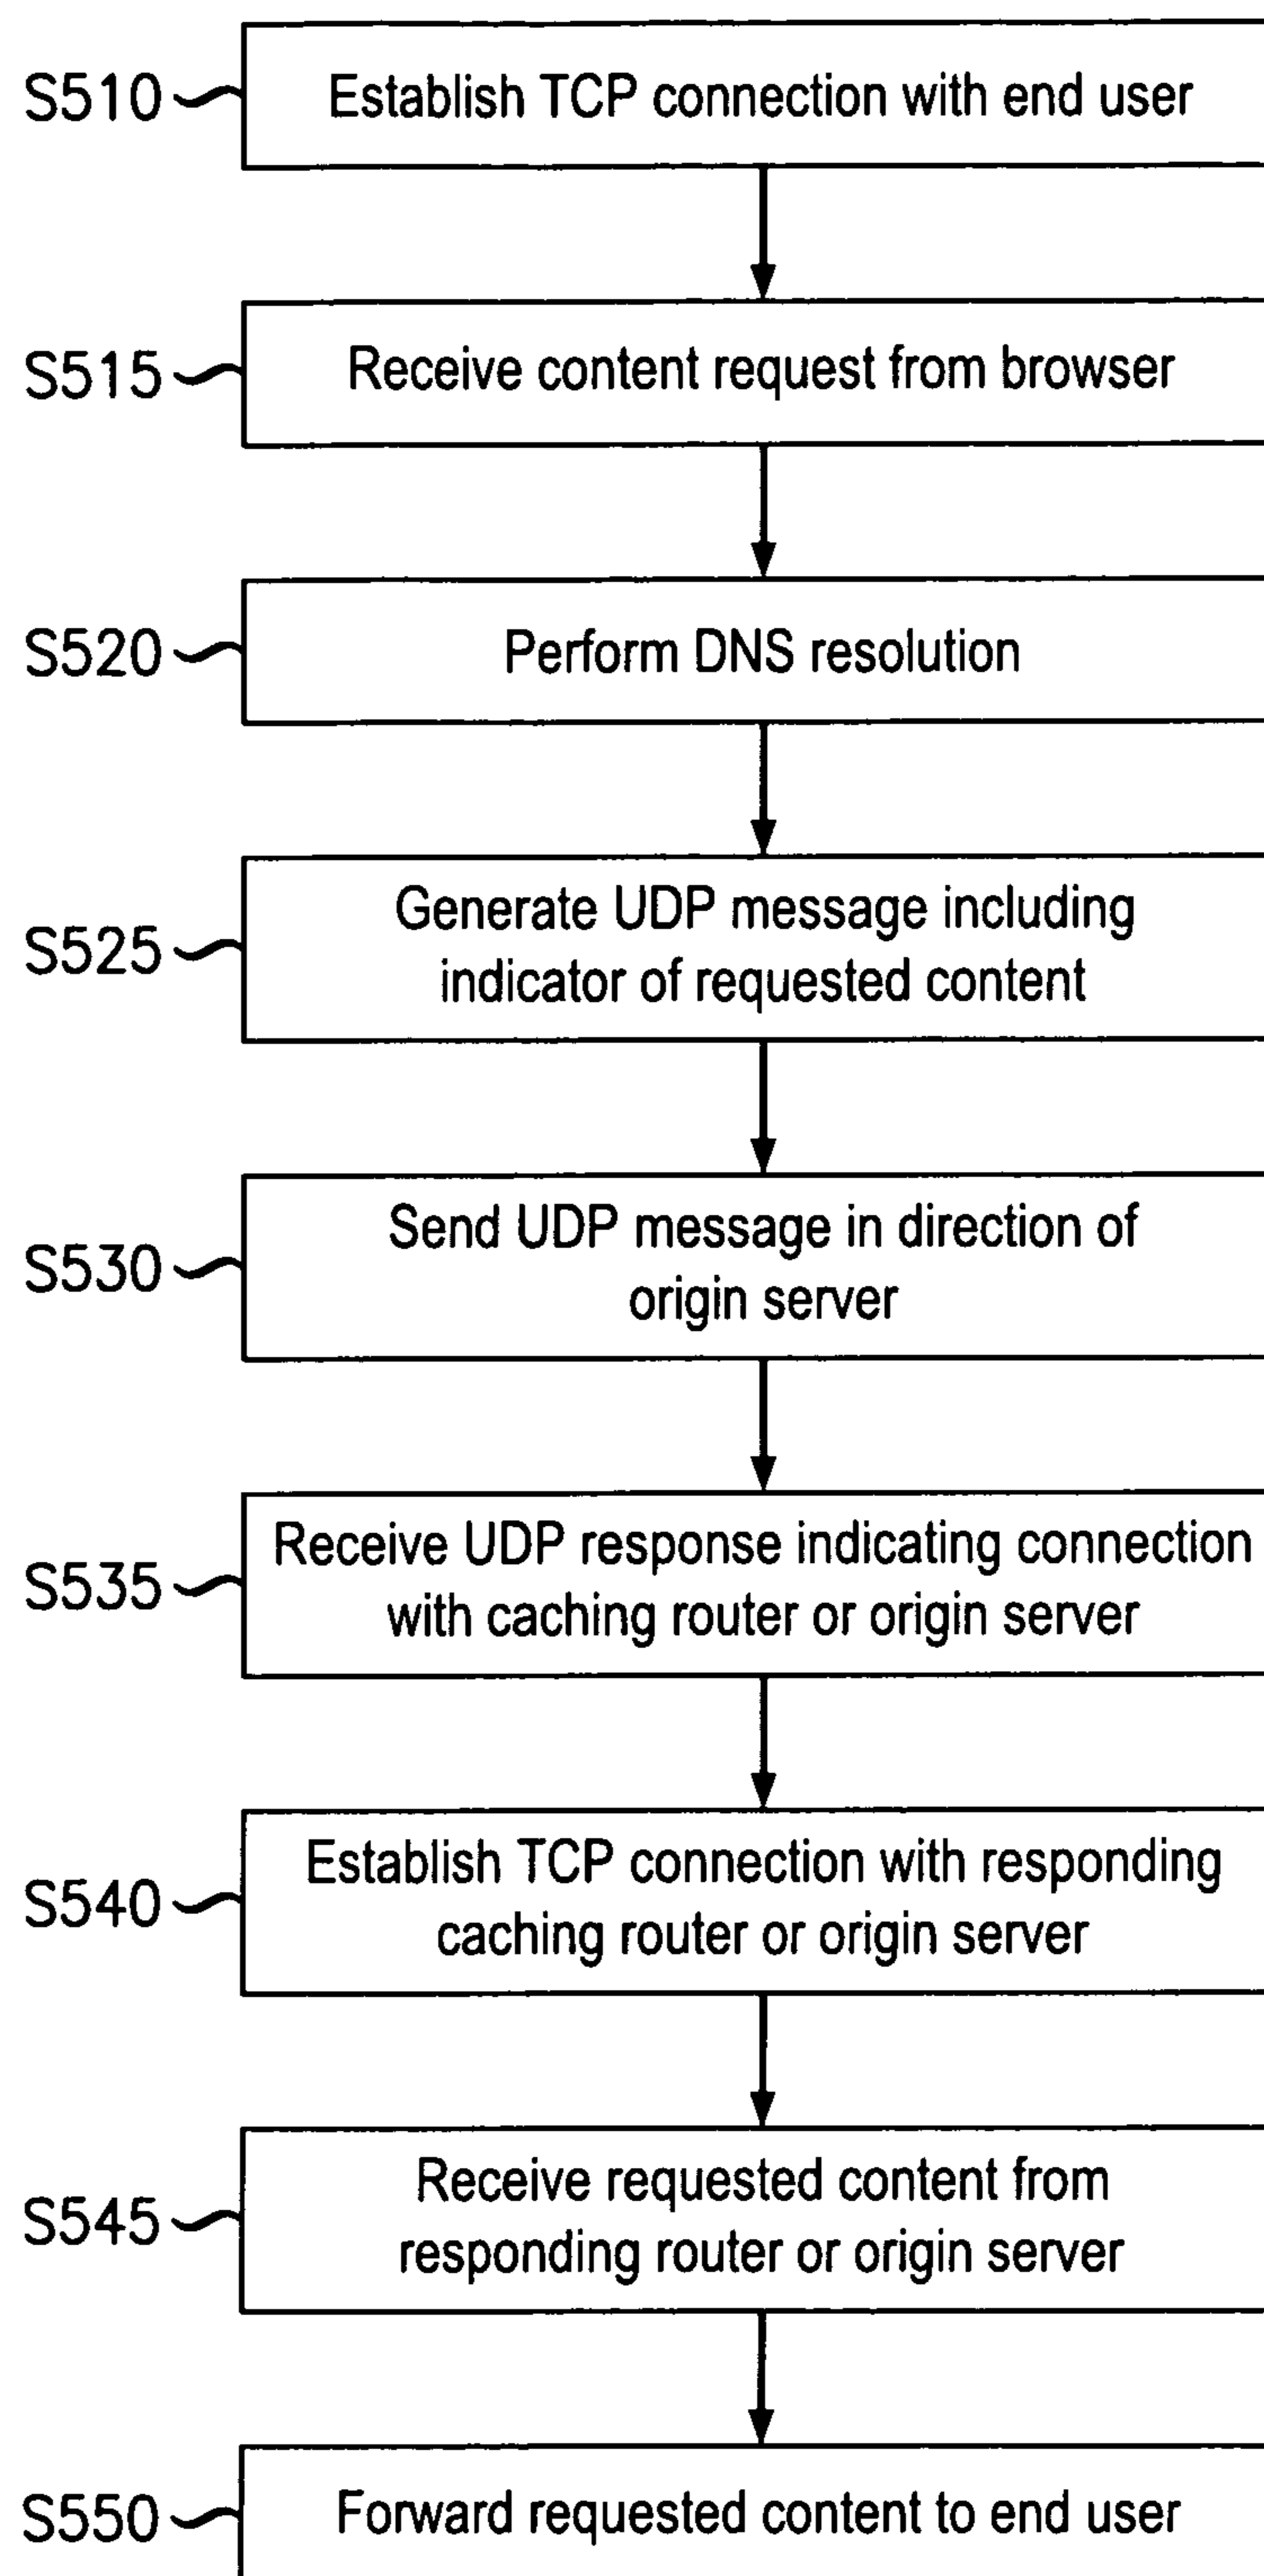 S510 Establish TCP connection with end user
S515 Receive content request from browser
S520 Perform DNS resolution
S525 Generate UDP message including
indicator of requested content
S530 Send UDP message in direction of
origin server
S535 Receive UDP response indicating connection
with caching router or origin server
S540 Establish TCP connection with responding
caching router or origin server
S545 Receive requested content from
responding router or origin server
S550 Forward requested content to end user